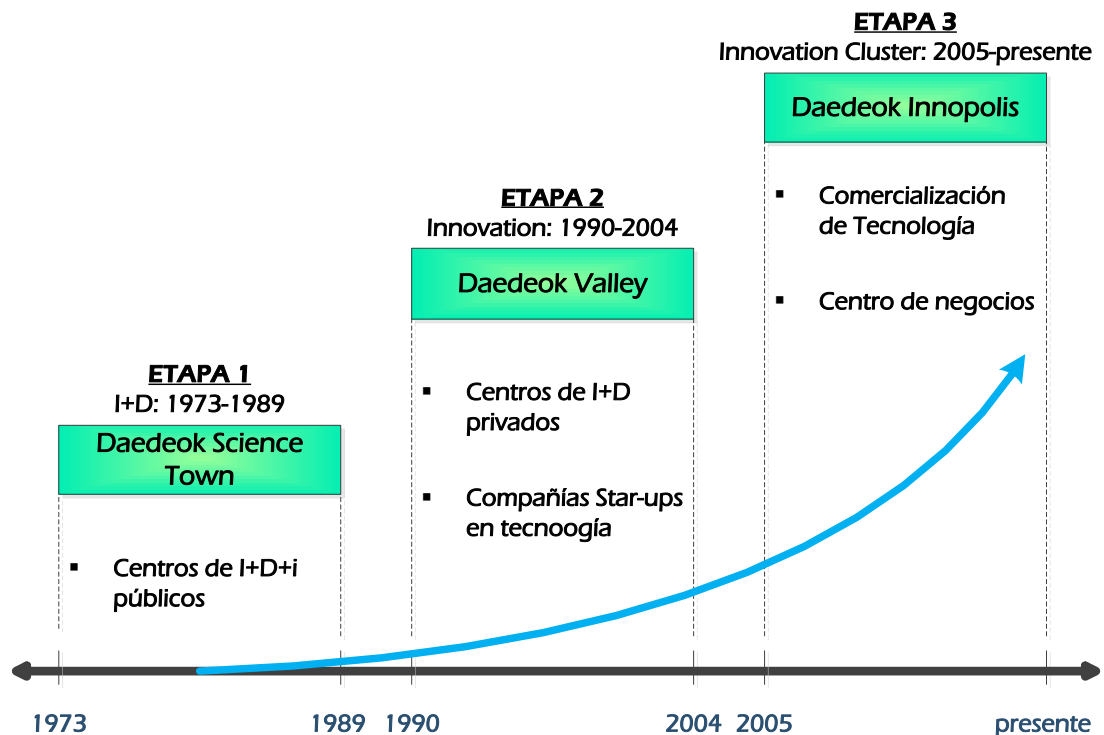 ETAPA 3
Innovation Cluster: 2005-presente
Daedeok Innopolis
▪ Comercialización
de Tecnología
▪ Centro de negocios
ETAPA 2
Innovation: 1990-2004
Daedeok Valley
▪ Centros de I+D
privados
▪ Compañías Star-ups
en tecnoogía
ETAPA 1
I+D: 1973-1989
Daedeok Science
Town
▪ Centros de I+D+i
públicos
1973 1989 1990 2004 2005 presente